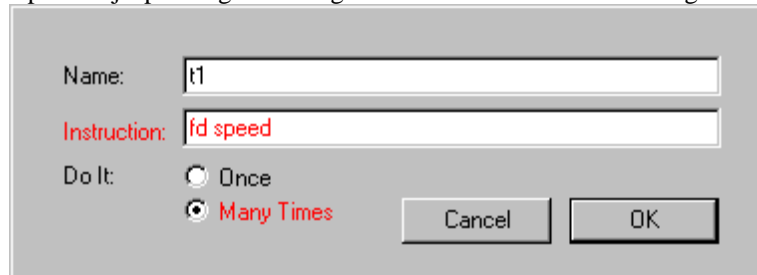 Name: t1
Instruction: fd speed
Do It: Once
Many Times
Cancel OK